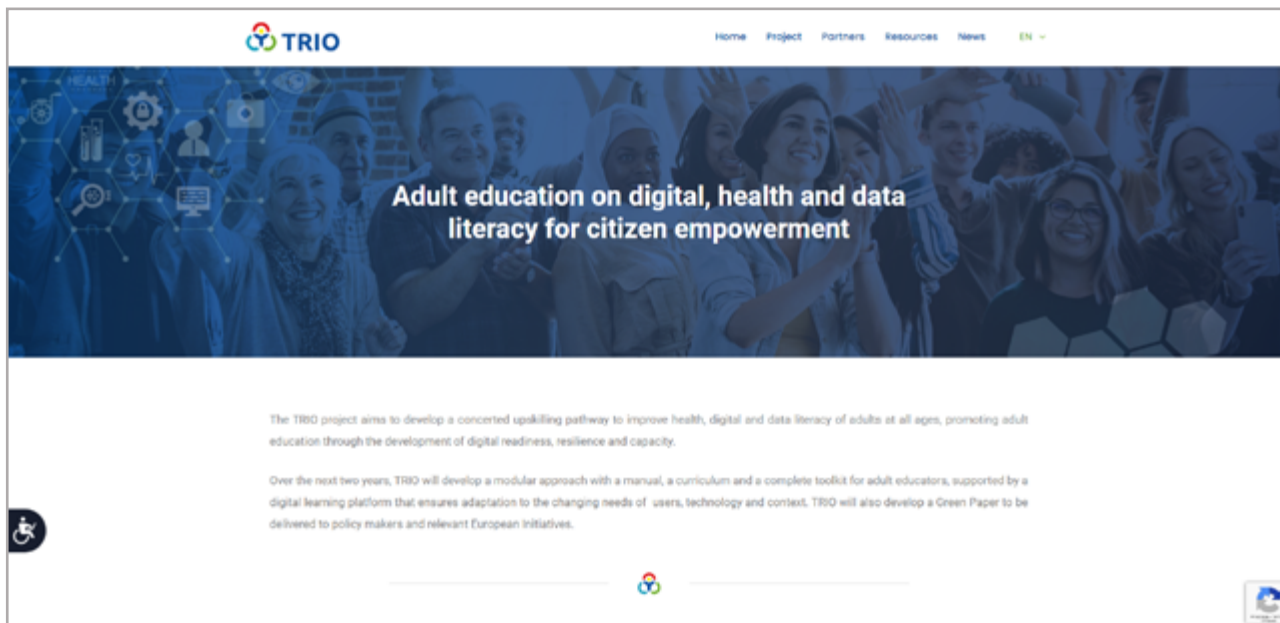 TRIO
Home Project Partners Resources News EN
HEALTH
Adult education on digital, health and data
literacy for citizen empowerment
The TRIO project aims to develop a concerted upskilling pathway to improve health, digital and data literacy of adults at all ages, promoting adult
education through the development of digital readiness, resilience and capacity.
Over the next two years, TRIO will develop a modular approach with a manual, a curriculum and a complete toolkit for adult educators, supported by a
digital learning platform that ensures adaptation to the changing needs of users, technology and context. TRIO will also develop a Green Paper to be
delivered to policy makers and relevant European Initiatives.